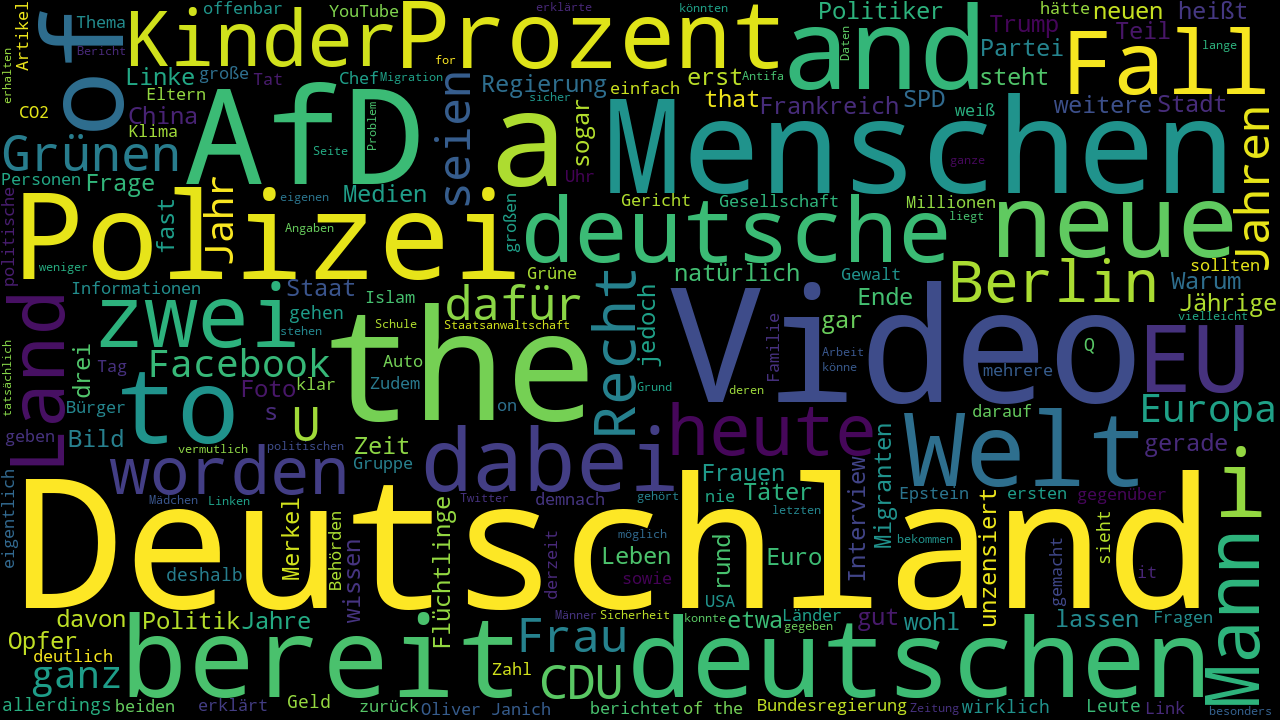 Artikel
Thema
offenbar
YouTube
erklärte
könnten
Politiker
hätte
neuen
heißt
of
Bericht
Kinder
Prozent
and
Trump
Teil
Fall
for
Daten
Partei
lange
erhalten
Linke
große
Tat
Chef
Migration
Regierung
erst
Antifa
steht
CO2
Eltern
einfach
that
Frankreich
SPD
weitere
Stadt
China
sicher
weiß
Klima
AfD
Problem
seien
a
sogar
Menschen
Jahren
Grünen
Seite
ganze
Personen
Frage
Uhr
politische
Jahr
fast
eigenen
Medien
großen
Gericht
Gesellschaft
Millionen
Polizei
Angaben
deutsche
liegt
neue
weniger
Grüne
natürlich
Gewalt
Berlin
sollten
Warum
Informationen
Staat
Islam
dafür
Recht
Ende
Jährige
Land
zwei
gehen
stehen
Schule
Staatsanwaltschaft
the
jedoch
Video
gar
vielleicht
EU
tatsächlich
drei
Tag
Facebook
Auto
Familie
Arbeit
könne
Q
mehrere
to
Foto
klar
Zudem
Grund
deren
Bürger
s
U
on
heute
darauf
Welt
Europa
geben
Bild
vermutlich
politischen
Zeit
gerade
Gruppe
worden
dabei
Frauen
Interview
Migranten
Manni
eigentlich
Mädchen
Linken
Twitter
demnach
gehört
nie
Täter
letzten
Epstein
ersten
gegenüber
Deutschland
Merkel
Behörden
wissen
Flüchtlinge
derzeit
möglich
Leben
rund
Euro
bekommen
unzensiert
gemacht
sieht
deshalb
sowie
USA
it
davon
Politik
Jahre
Männer
Sicherheit
konnte
etwa
Länder
gegeben
gut
wohl
lassen
Fragen
Opfer
deutlich
bereit
Frau
deutschen
ganz
Zahl
CDU
allerdings
beiden
erklärt
Geld
zurück
Oliver Janich
berichtet
of the
Bundesregierung
Zeitung
wirklich
Leute
Link
besonders